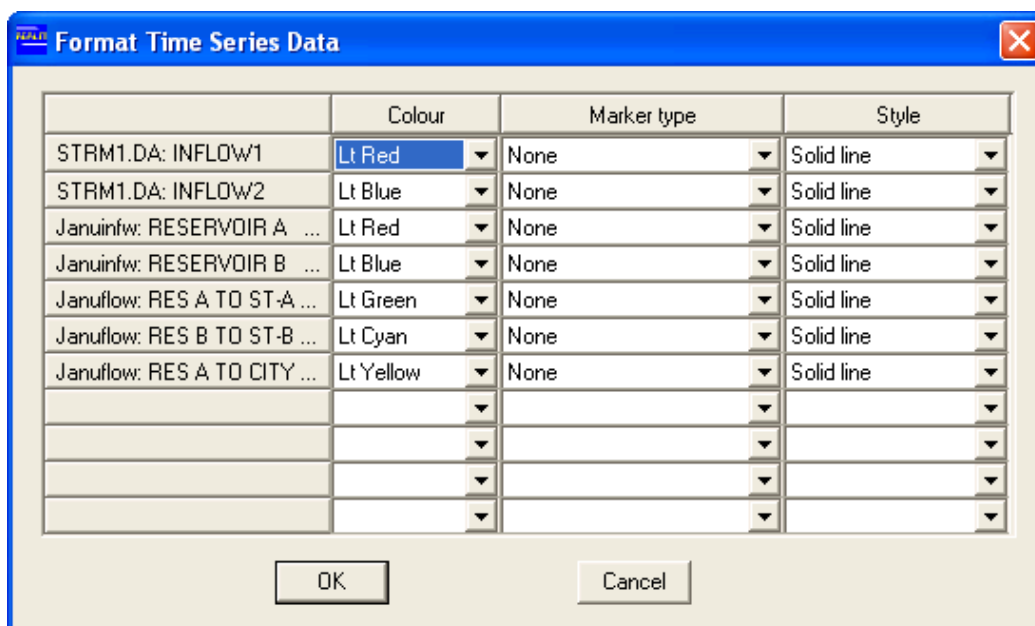 Format Time Series Data
Colour Marker type Style
STRM1.DA: INFLOW1 Lt Red None Solid line
STRM1.DA: INFLOW2 Lt Blue None Solid line
Januinfw: RESERVOIR A ... Lt Red None Solid line
Januinfw: RESERVOIR B ... Lt Blue None Solid line
Januflow: RES A TO ST-A ... Lt Green None Solid line
Januflow: RES B TO ST-B ... Lt Cyan None Solid line
Januflow: RES A TO CITY ... Lt Yellow None Solid line
OK Cancel